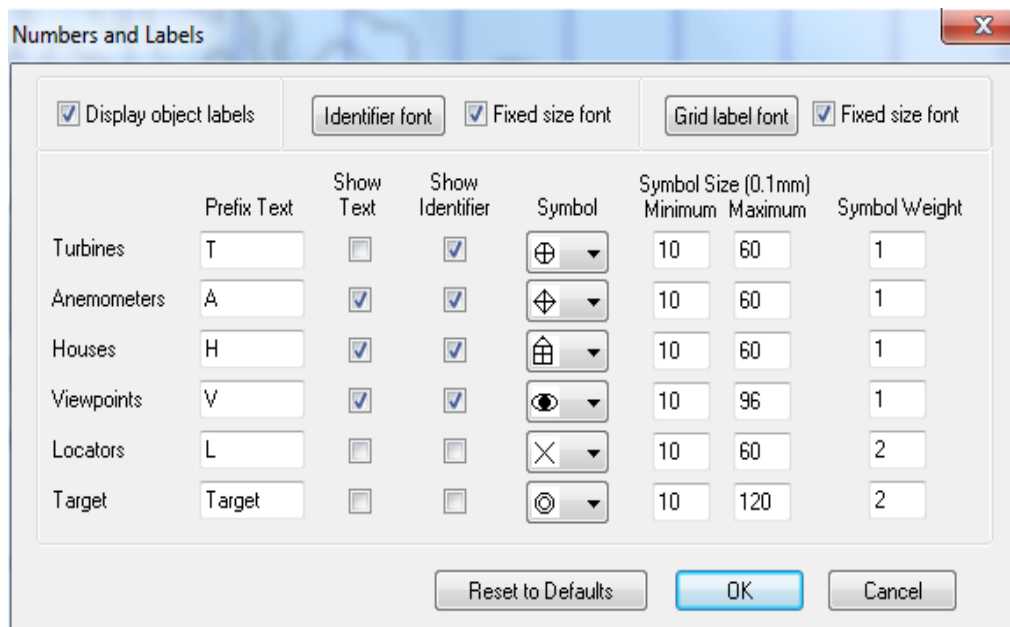 Numbers and Labels
x
Display object labels Identifier font Fixed size font Grid label font Fixed size font
Show Show Symbol Size (0.1mm)
Prefix Text Text Identifier Symbol Minimum Maximum Symbol Weight
Turbines T 10 60 1
Anemometers A 10 60 1
Houses H 10 60 1
Viewpoints V 10 96 1
Locators L 10 60 2
Target Target 10 120 2
Reset to Defaults OK Cancel